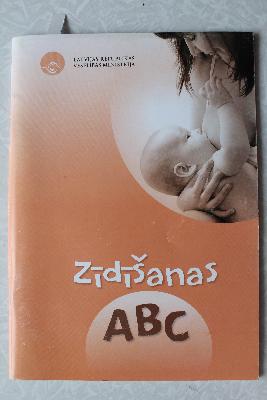 LATVIJAS REPUBLIKAS
VESELĪBAS MINISTRIJA
Zīdīšanas
ABC